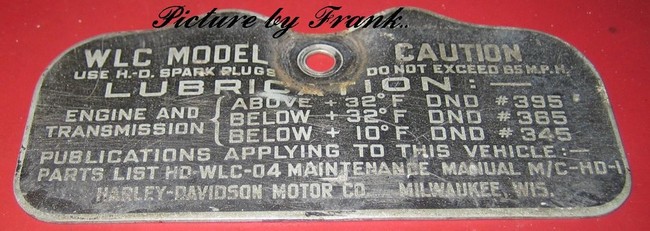 Picture by Frank..
WLC MODEL CAUTION
USE H.-D. SPARK PLUGS DO NOT EXCEED 65 M.P.H.
LUBRICATION:—
ENGINE AND TRANSMISSION { ABOVE + 32° F DND #395
BELOW + 32° F DND #365
BELOW + 10° F DND #345
PUBLICATIONS APPLYING TO THIS VEHICLE:—
PARTS LIST HD-WLC-04 MAINTENANCE MANUAL M/C-HD-1
HARLEY-DAVIDSON MOTOR CO. MILWAUKEE, WIS.